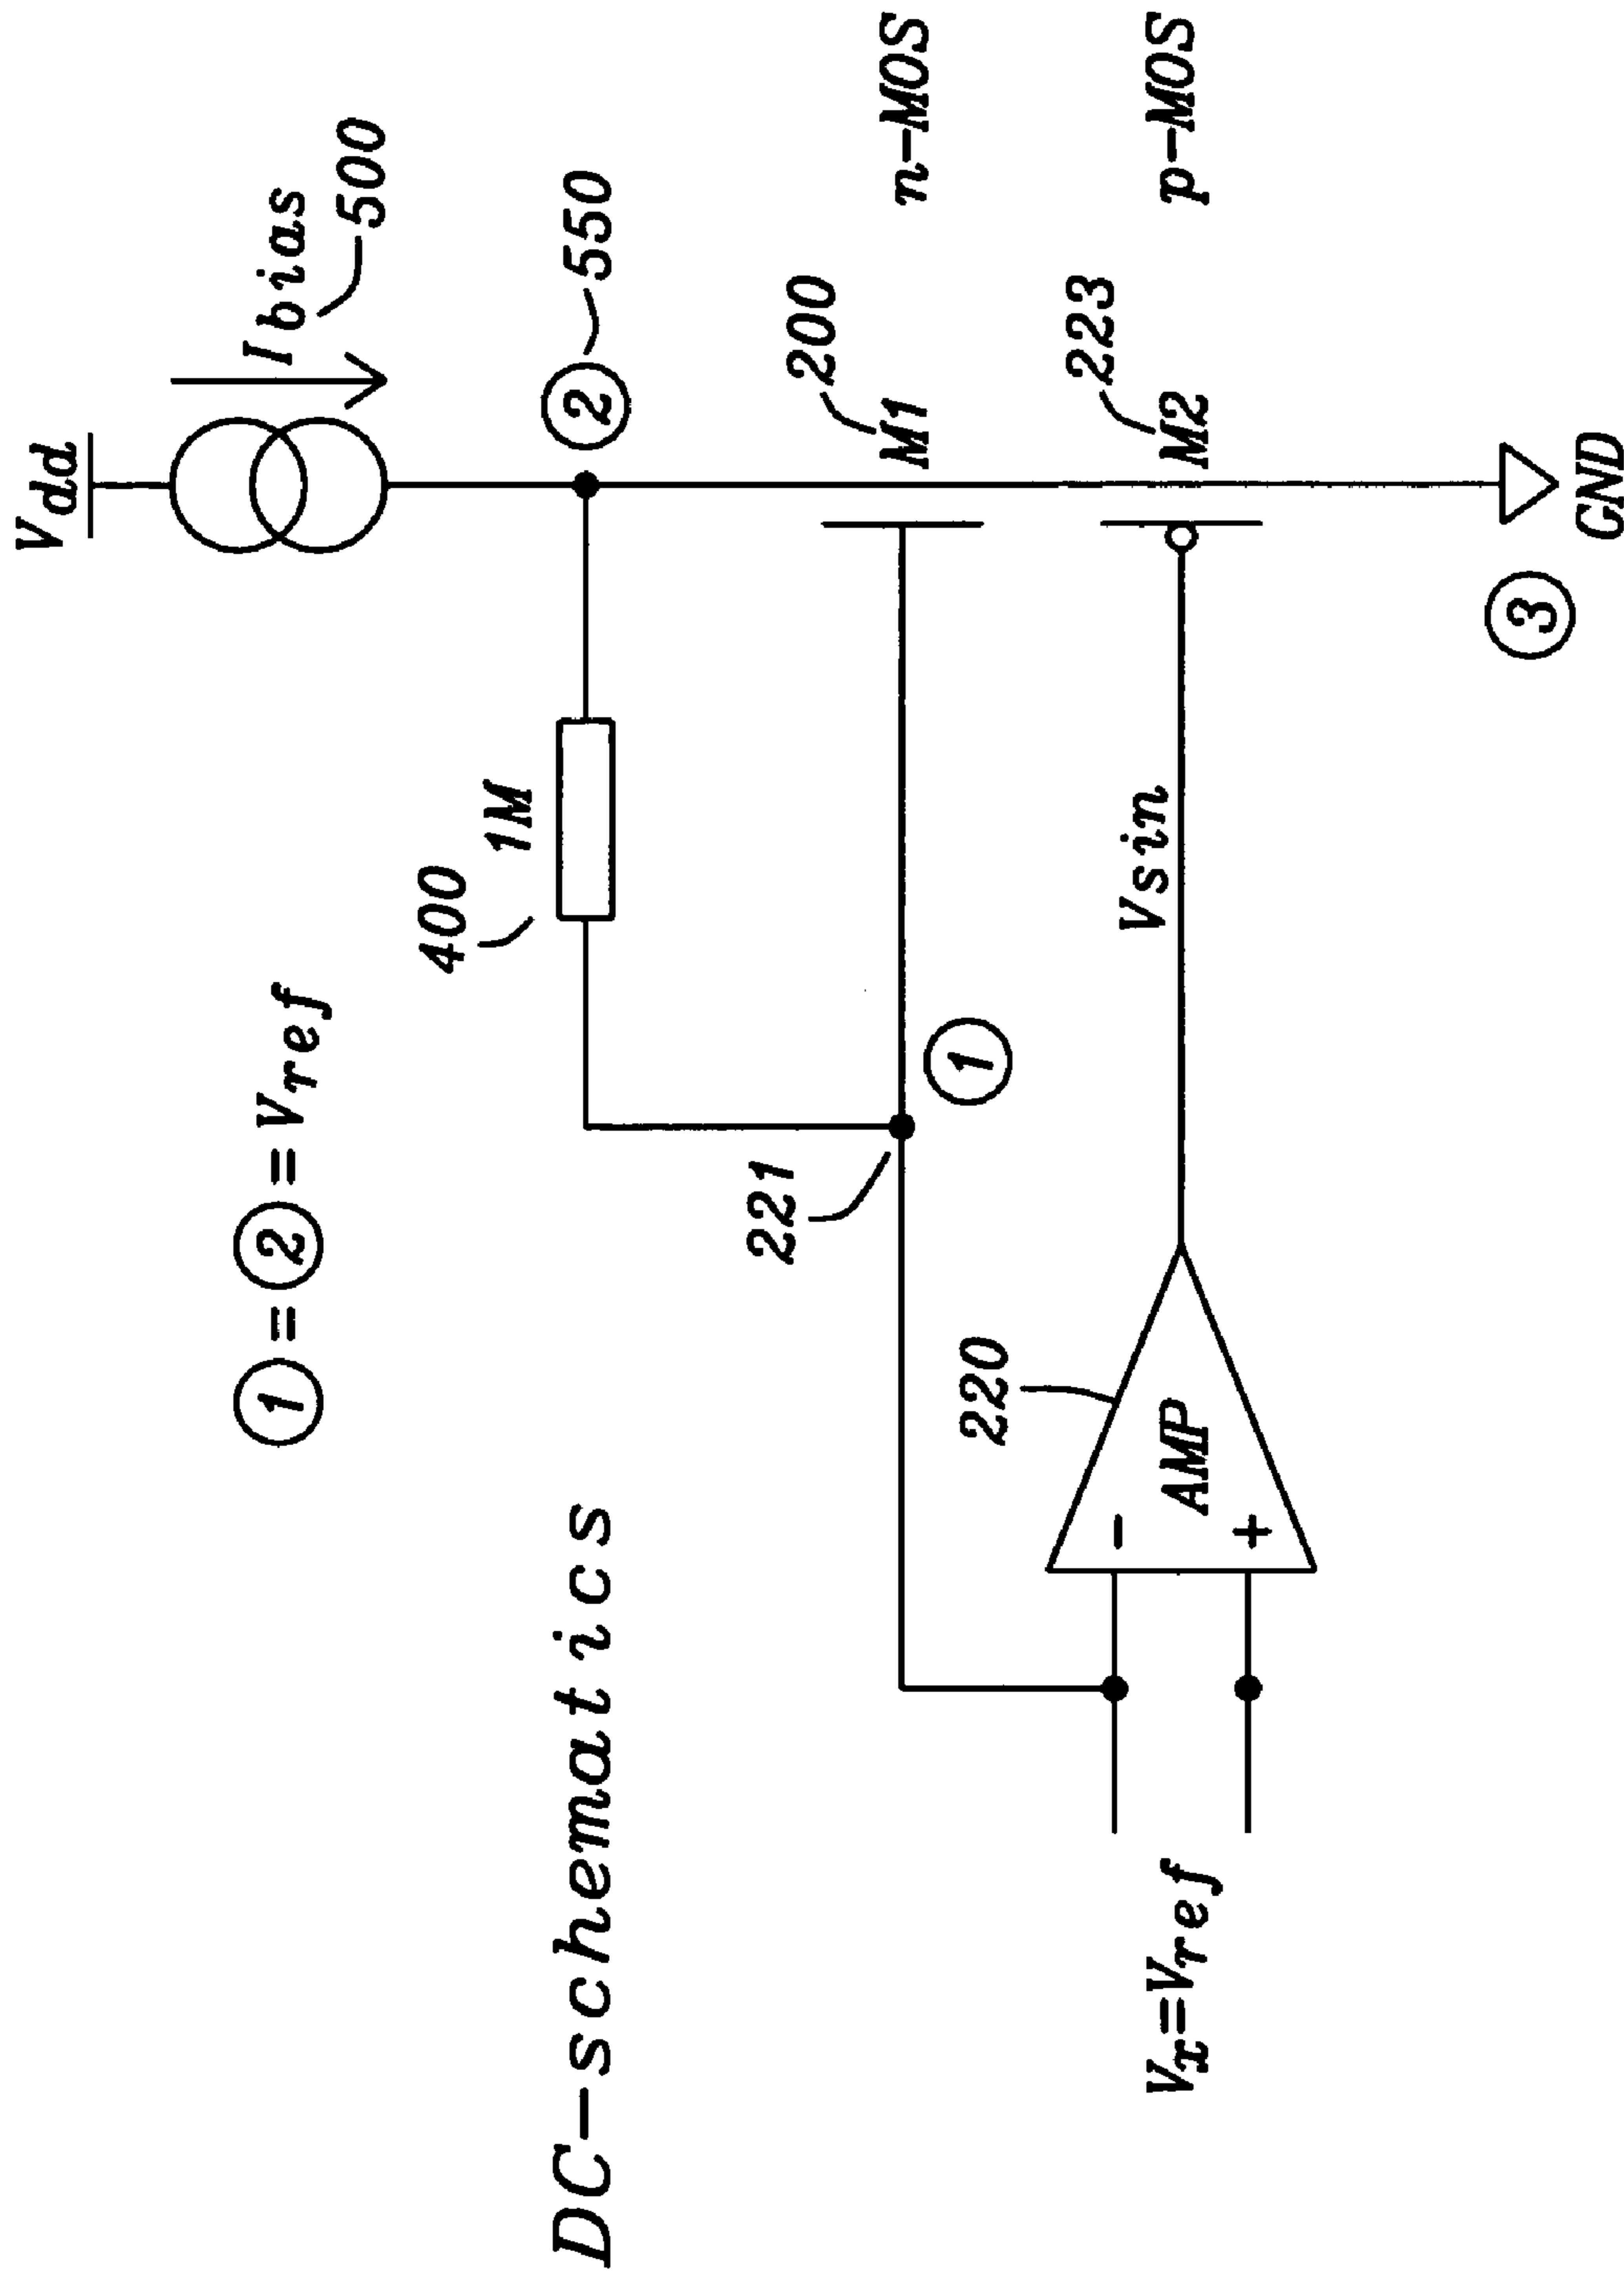 Vdd
Ibias
500
1=2=Vref
400
1M
2
550
DC-schematics
221
200
M1
n-MOS
1
220
Vsin
223
M2
p-MOS
-
AMP
+
Vx=Vref
3
GND